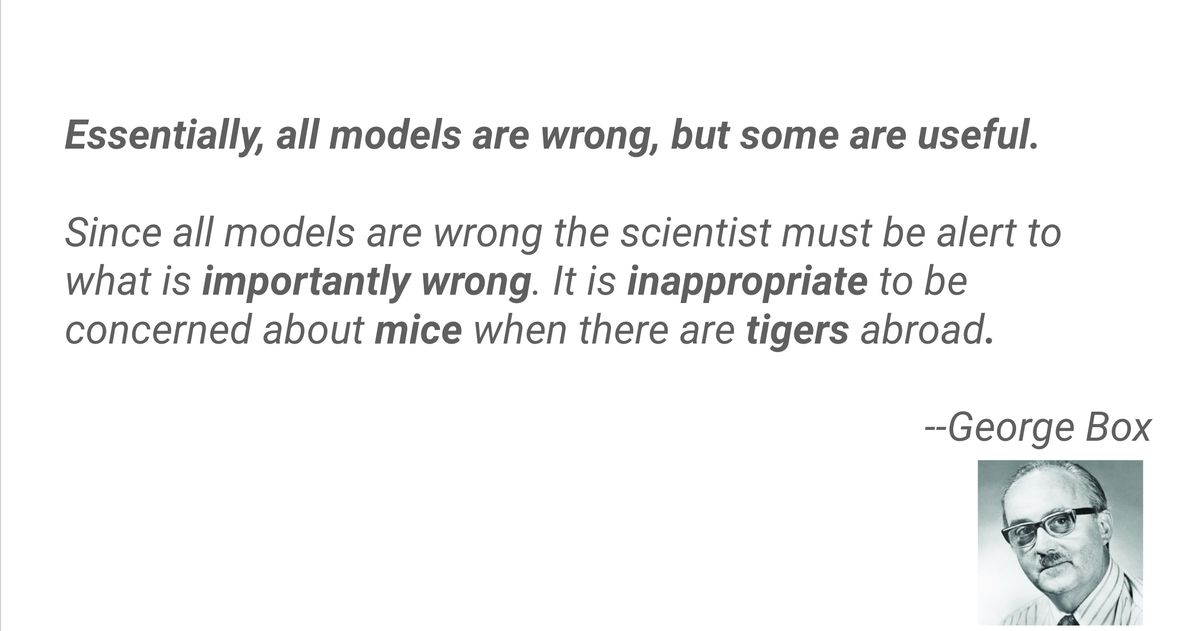 Essentially, all models are wrong, but some are useful.
Since all models are wrong the scientist must be alert to
what is importantly wrong. It is inappropriate to be
concerned about mice when there are tigers abroad.
--George Box